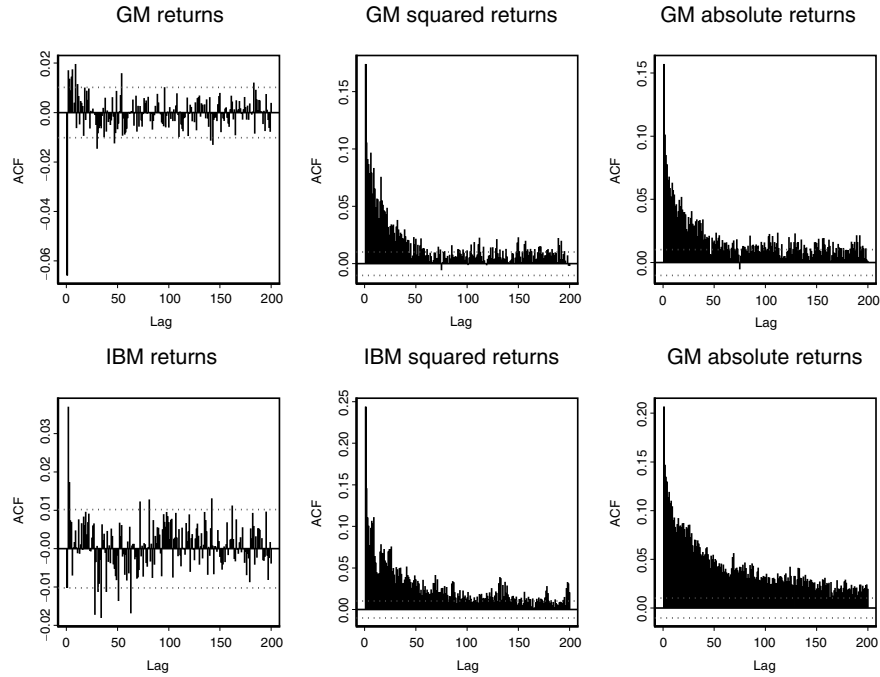 GM returns
GM squared returns
GM absolute returns
ACF
0.02
0.00
−0.02
−0.04
−0.06
0 50 100 150 200
Lag
ACF
0.15
0.10
0.05
0.00
0 50 100 150 200
Lag
ACF
0.15
0.10
0.05
0.00
0 50 100 150 200
Lag
IBM returns
IBM squared returns
GM absolute returns
ACF
0.03
0.02
0.01
−0.00
−0.01
−0.02
0 50 100 150 200
Lag
ACF
0.25
0.20
0.15
0.10
0.05
0.00
0 50 100 150 200
Lag
ACF
0.20
0.15
0.10
0.05
0.00
0 50 100 150 200
Lag